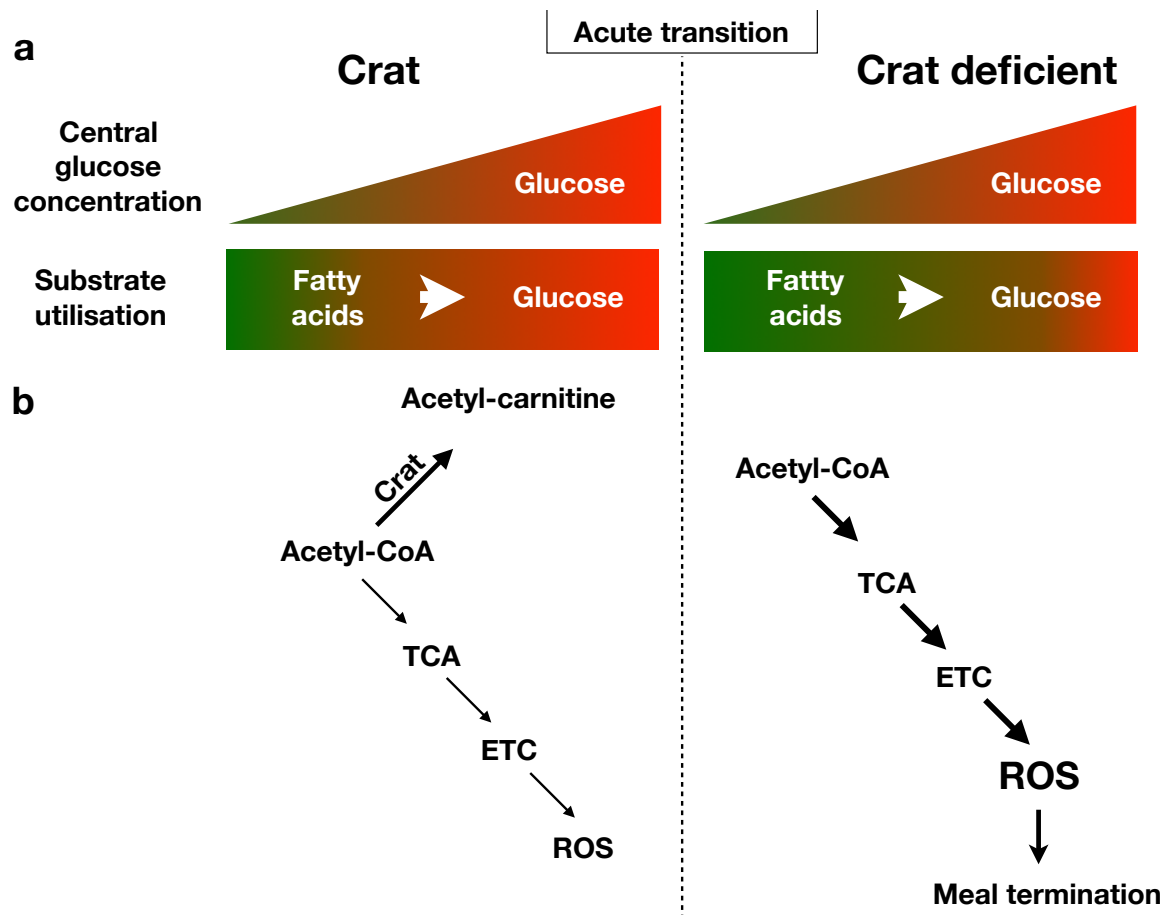 a
Acute transition
Crat
Crat deficient
Central
glucose
concentration
Glucose
Glucose
Substrate
utilisation
Fatty
acids
Glucose
Fattty
acids
Glucose
b
Acetyl-carnitine
Crat
Acetyl-CoA
TCA
ETC
ROS
Acetyl-CoA
TCA
ETC
ROS
Meal termination